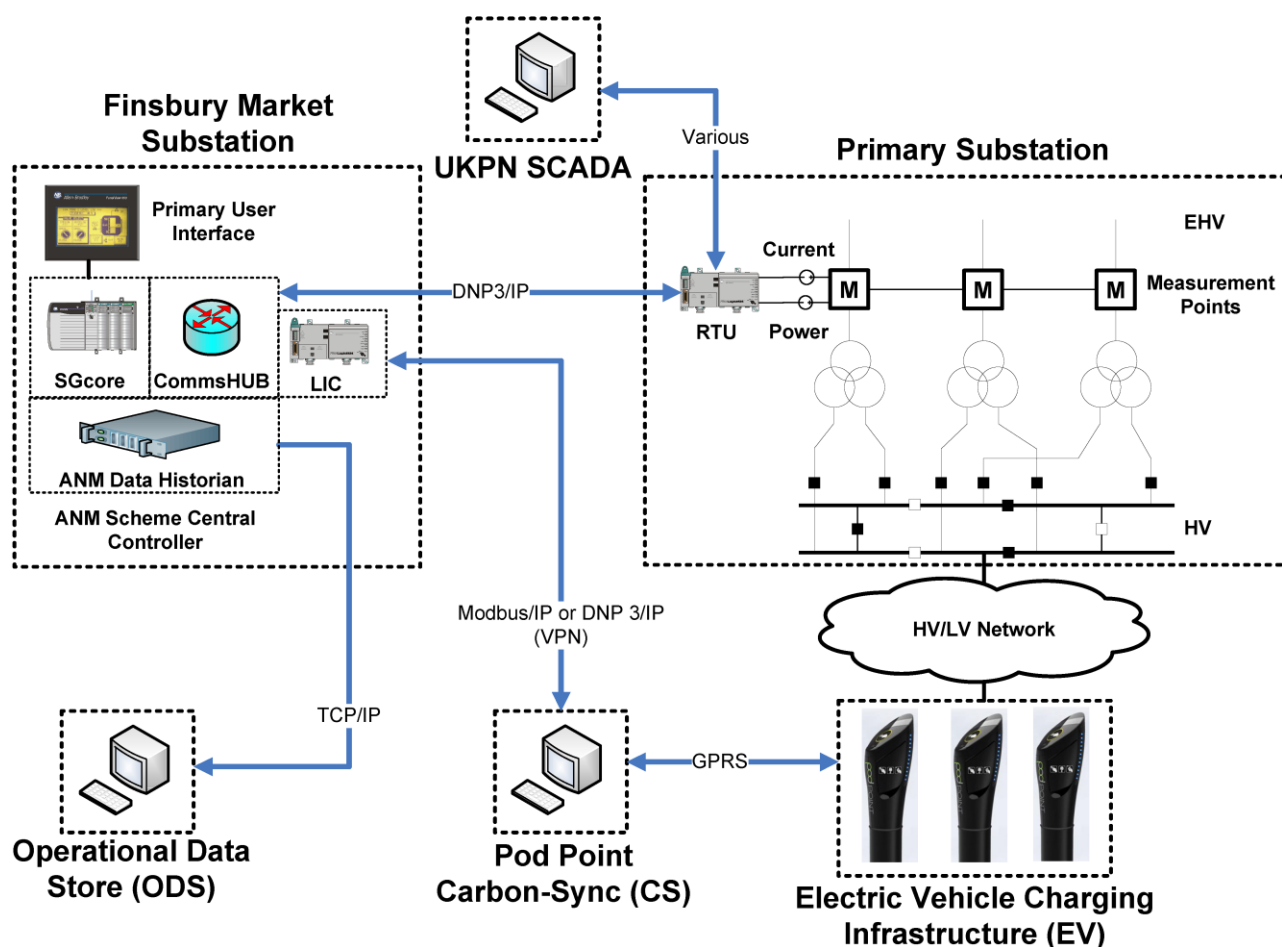 Finsbury Market
Substation
UKPN SCADA
Various
Primary Substation
Primary User
Interface
SGcore
CommsHUB
LIC
ANM Data Historian
ANM Scheme Central
Controller
DNP3/IP
RTU
Current
Power
M
M
M
EHV
Measurement
Points
HV
HV/LV Network
Modbus/IP or DNP 3/IP
(VPN)
TCP/IP
GPRS
Operational Data
Store (ODS)
Pod Point
Carbon-Sync (CS)
Electric Vehicle Charging
Infrastructure (EV)